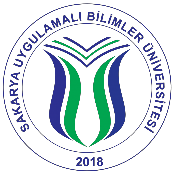 SAKARYA UYGULAMALI BİLİMLER ÜNİVERSİTESİ
2018